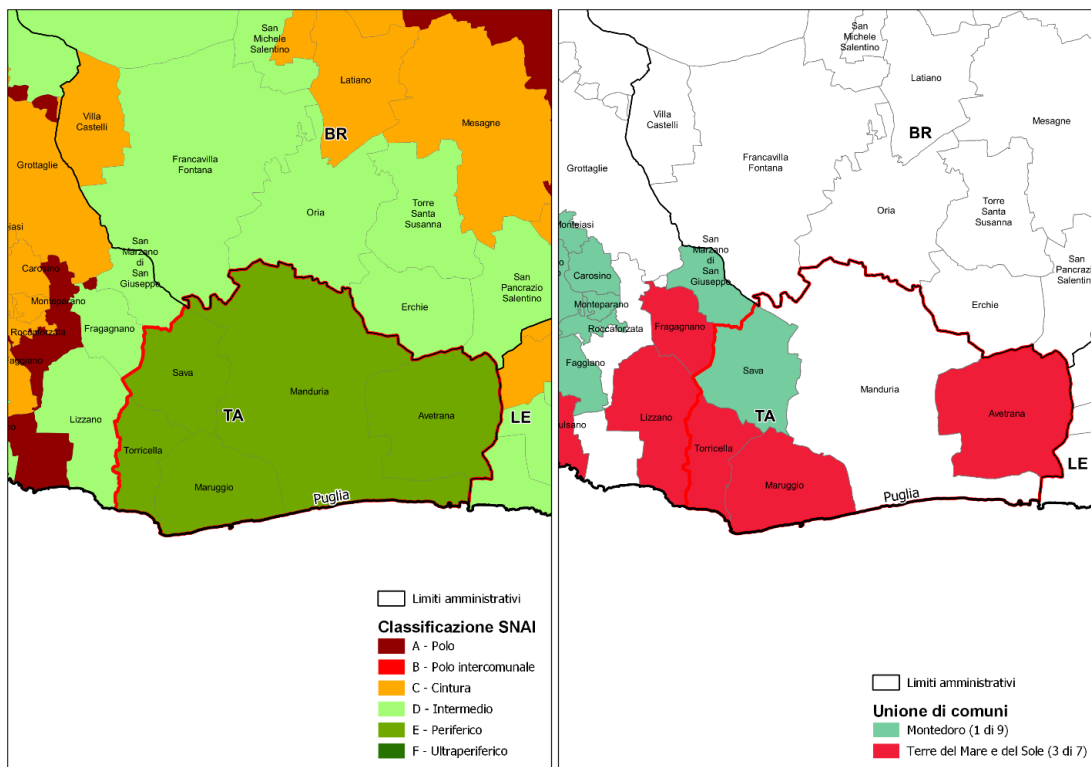 San
Michele
Salentino
Latiano
Villa
Castelli
BR
Mesagne
Grottaglie
Francavilla
Fontana
Oria
Torre
Santa
Susanna
San
Marzano
di
San
Giuseppe
Carosino
San
Pancrazio
Salentino
Monteparano
Erchie
Fragagnano
Roccaforzata
Sava
Manduria
TA
Avetrana
LE
Lizzano
Torricella
Maruggio
Puglia
Limiti amministrativi
Classificazione SNAI
A - Polo
B - Polo intercomunale
C - Cintura
D - Intermedio
E - Periferico
F - Ultraperiferico
San
Michele
Salentino
Latiano
Villa
Castelli
BR
Mesagne
Grottaglie
Francavilla
Fontana
Oria
Torre
Santa
Susanna
Monteiasi
San
Marzano
di
San
Giuseppe
Carosino
San
Pancrazio
Salentino
Monteparano
Erchie
Roccaforzata
Fragagnano
Faggiano
Sava
Manduria
TA
Avetrana
Lizzano
Torricella
LE
Maruggio
Puglia
Limiti amministrativi
Unione di comuni
Montedoro (1 di 9)
Terre del Mare e del Sole (3 di 7)